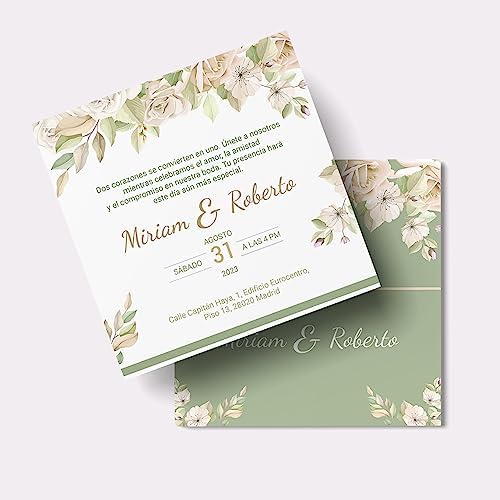 Dos corazones se convierten en uno. Únete a nosotros
mientras celebramos el amor, la amistad
y el compromiso en nuestra boda. Tu presencia hará
este día aún más especial.
Miriam & Roberto
AGOSTO
SÁBADO 31 A LAS 4 PM
2023
Calle Capitán Haya, 1, Edificio Eurocentro,
Piso 13, 28020 Madrid
Miriam & Roberto